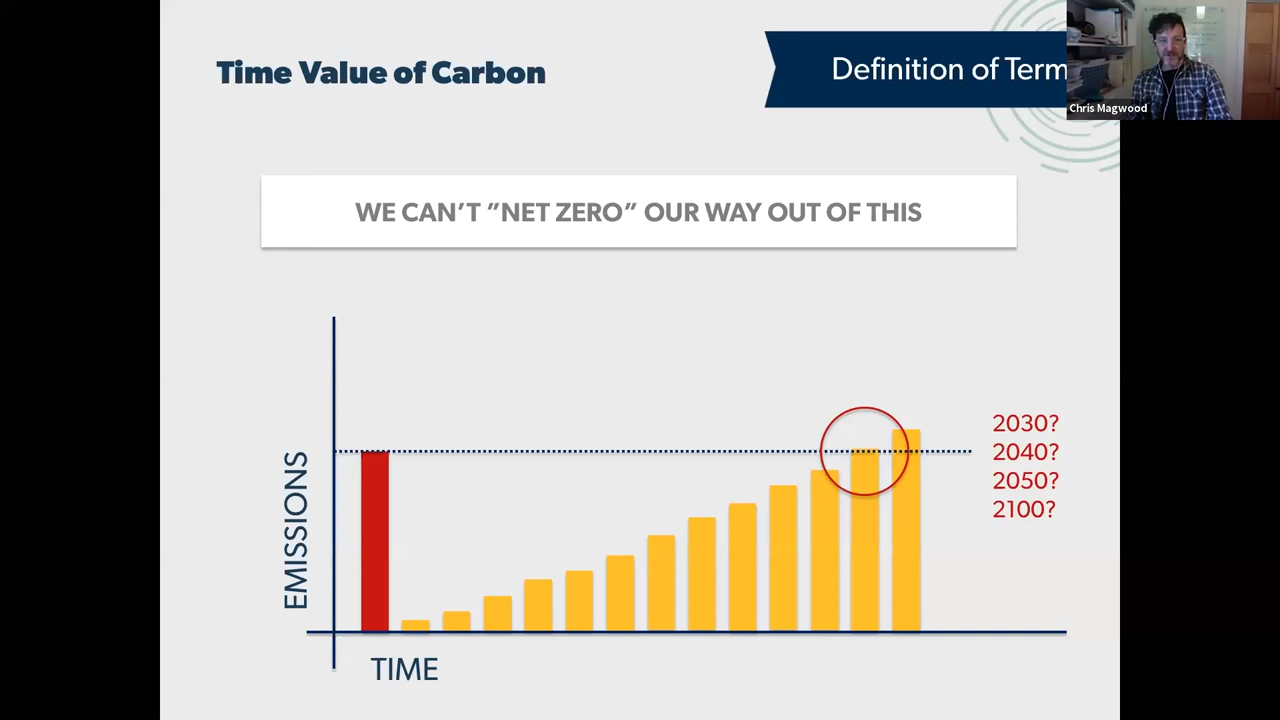 Time Value of Carbon
Definition of Term
Chris Magwood
WE CAN'T ”NET ZERO” OUR WAY OUT OF THIS
EMISSIONS
2030?
2040?
2050?
2100?
TIME